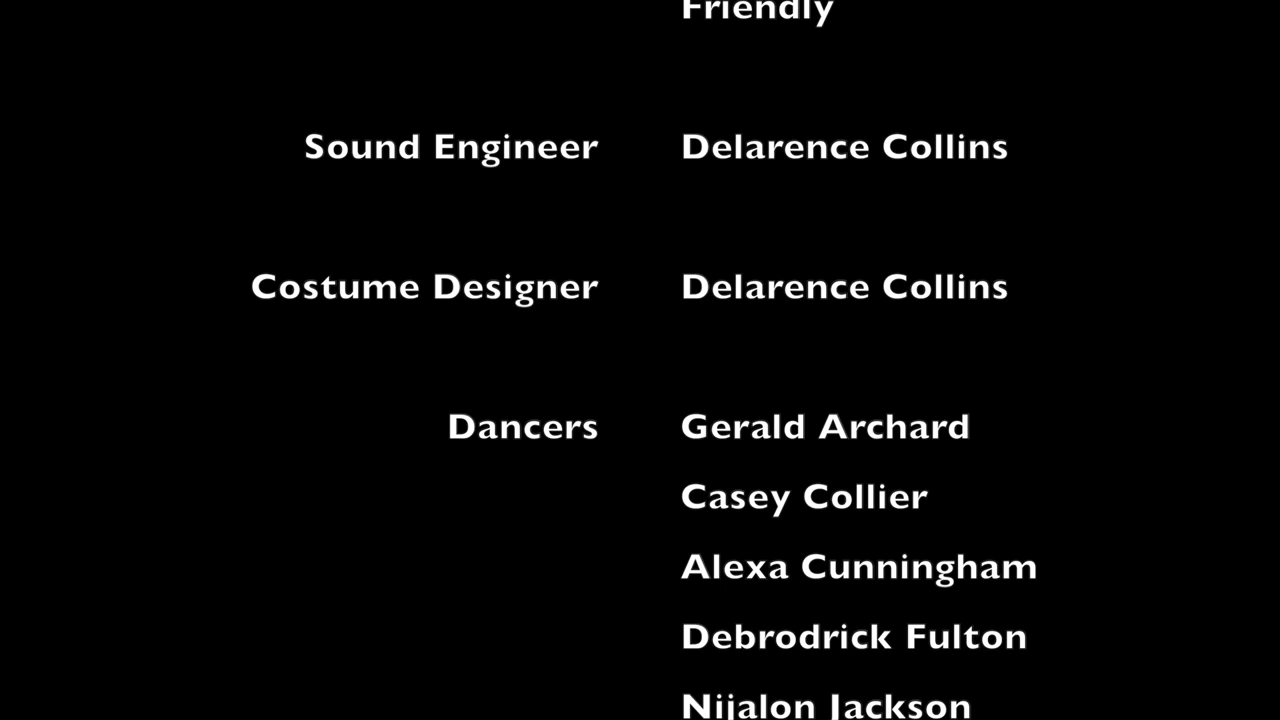 Friendly
Sound Engineer Delarence Collins
Costume Designer Delarence Collins
Dancers Gerald Archard
Casey Collier
Alexa Cunningham
Debrodrick Fulton
Nijalon Jackson